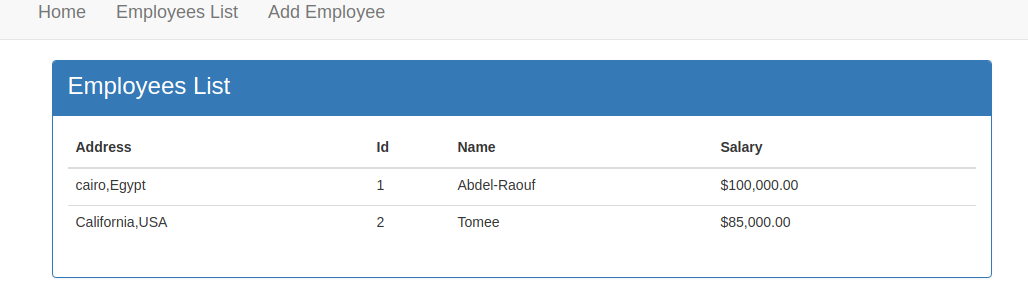 Home Employees List Add Employee
Employees List
Address Id Name Salary
cairo,Egypt 1 Abdel-Raouf $100,000.00
California,USA 2 Tomee $85,000.00